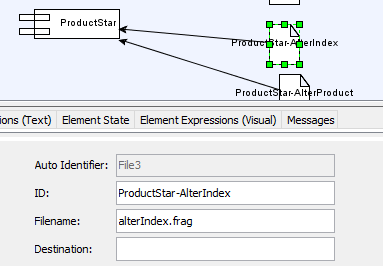 ProductStar
ProductStar-AlterIndex
ProductStar-AlterProduct
ions (Text) Element State Element Expressions (Visual) Messages
Auto Identifier: File3
ID: ProductStar-AlterIndex
Filename: alterIndex.frag
Destination: